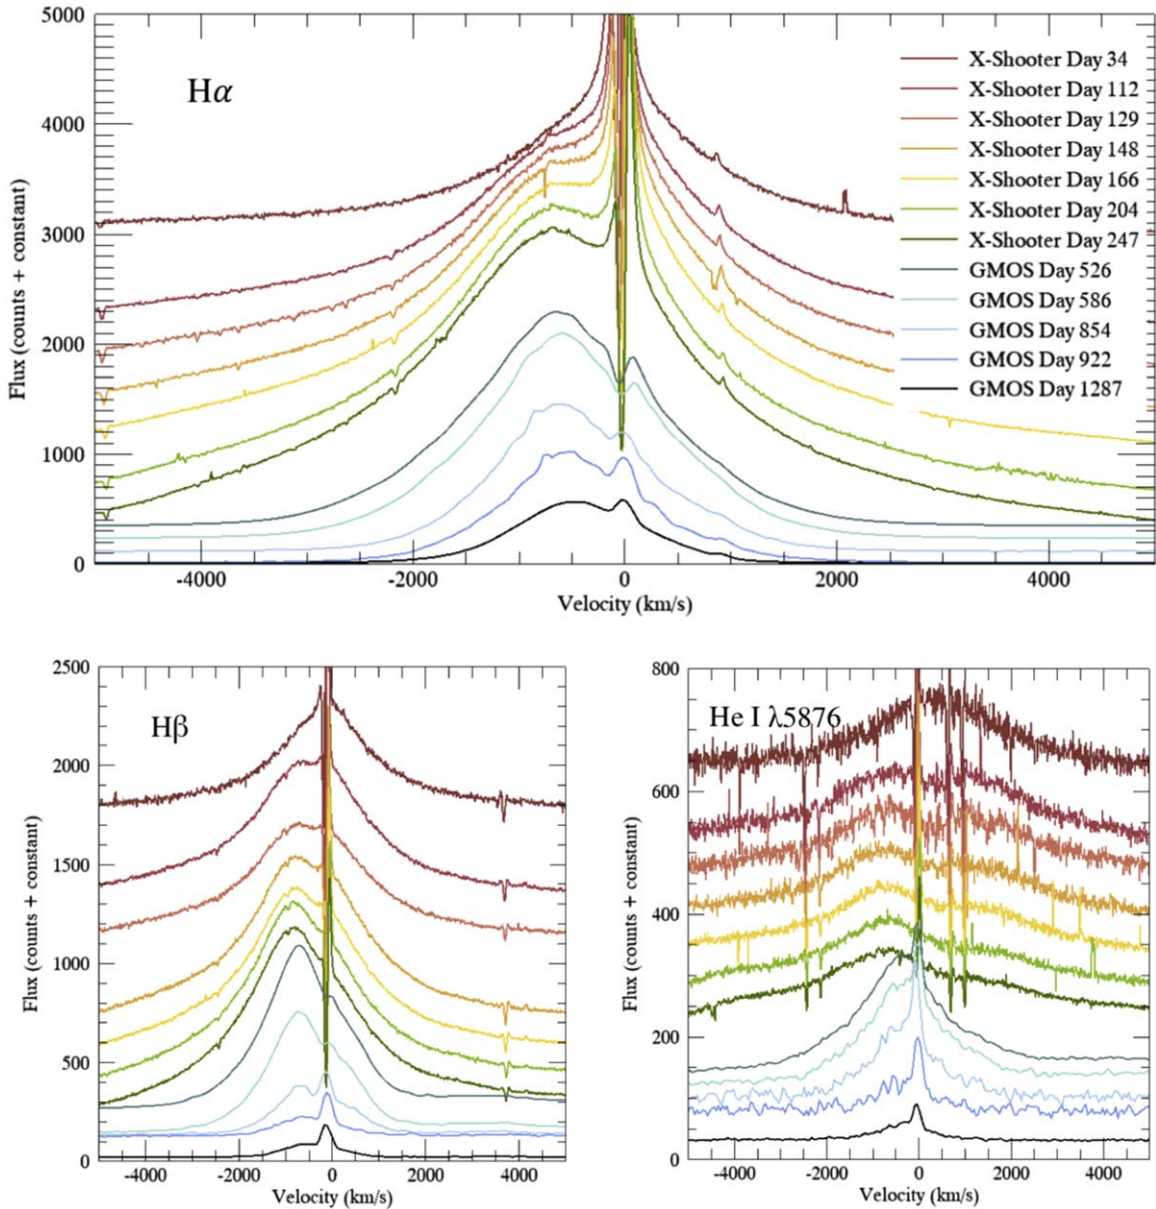 5000
4000
3000
2000
1000
0
Flux (counts + constant)
Hα
X-Shooter Day 34
X-Shooter Day 112
X-Shooter Day 129
X-Shooter Day 148
X-Shooter Day 166
X-Shooter Day 204
X-Shooter Day 247
GMOS Day 526
GMOS Day 586
GMOS Day 854
GMOS Day 922
GMOS Day 1287
-4000 -2000 0 2000 4000
Velocity (km/s)
2500
2000
1500
1000
500
0
Flux (counts + constant)
Hβ
-4000 -2000 0 2000 4000
Velocity (km/s)
800
600
400
200
0
Flux (counts + constant)
He I λ5876
-4000 -2000 0 2000 4000
Velocity (km/s)